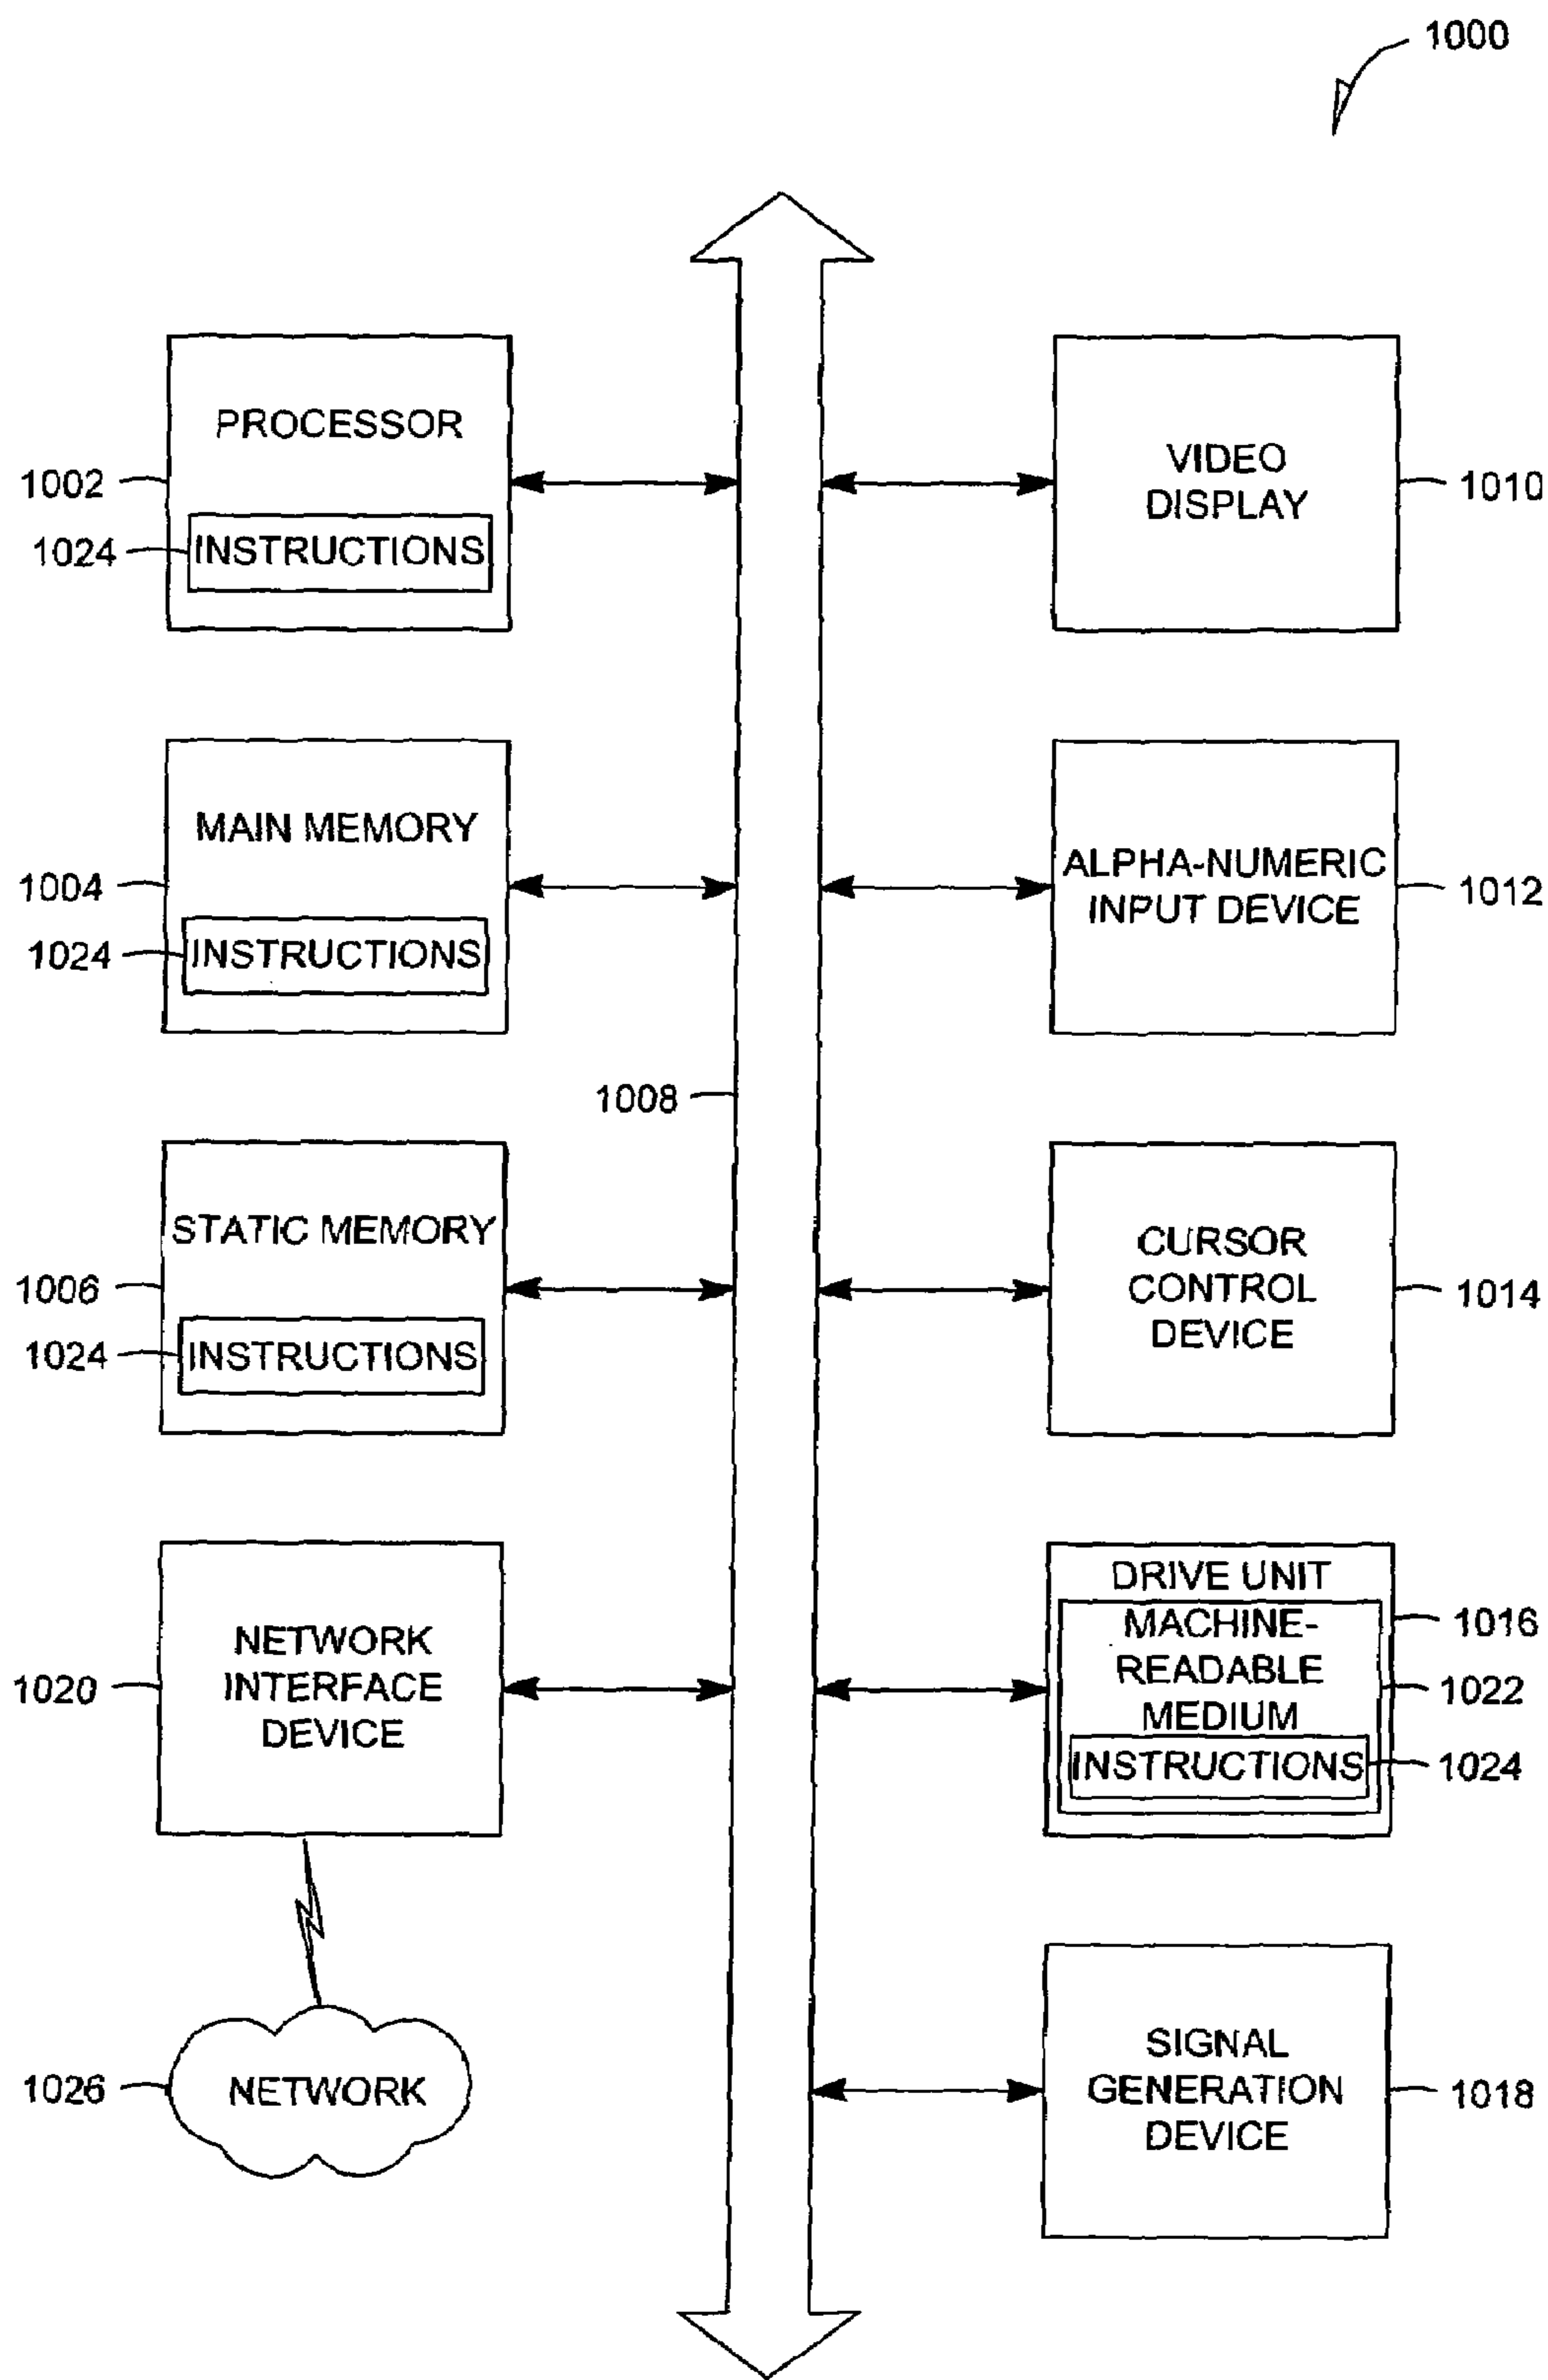 1000
PROCESSOR
1002
1024
INSTRUCTIONS
VIDEO
DISPLAY
1010
MAIN MEMORY
1004
1024
INSTRUCTIONS
ALPHA-NUMERIC
INPUT DEVICE
1012
1008
STATIC MEMORY
1006
1024
INSTRUCTIONS
CURSOR
CONTROL
DEVICE
1014
NETWORK
INTERFACE
DEVICE
1020
DRIVE UNIT
1016
MACHINE-
READABLE
MEDIUM
1022
INSTRUCTIONS
1024
NETWORK
1026
SIGNAL
GENERATION
DEVICE
1018